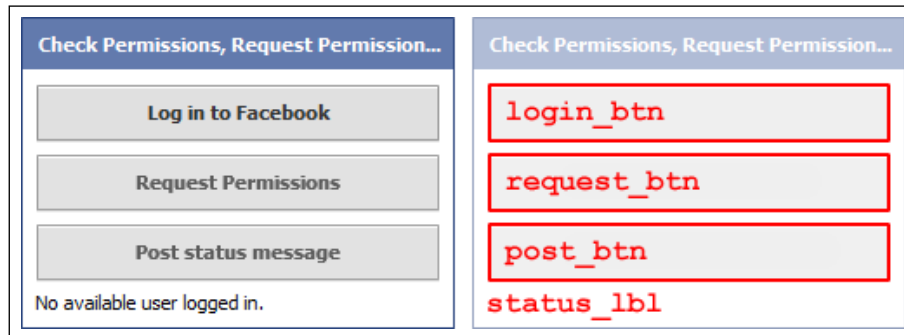 Check Permissions, Request Permission...
Log in to Facebook
Request Permissions
Post status message
No available user logged in.
Check Permissions, Request Permission...
login_btn
request_btn
post_btn
status_lbl